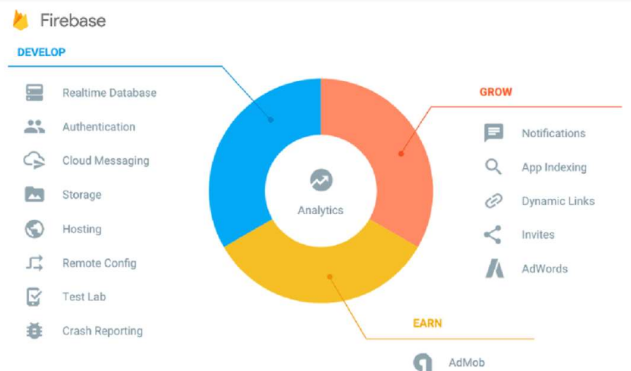 Firebase
DEVELOP
Realtime Database
Authentication
Cloud Messaging
Storage
Hosting
Remote Config
Test Lab
Crash Reporting
Analytics
GROW
Notifications
App Indexing
Dynamic Links
Invites
AdWords
EARN
AdMob